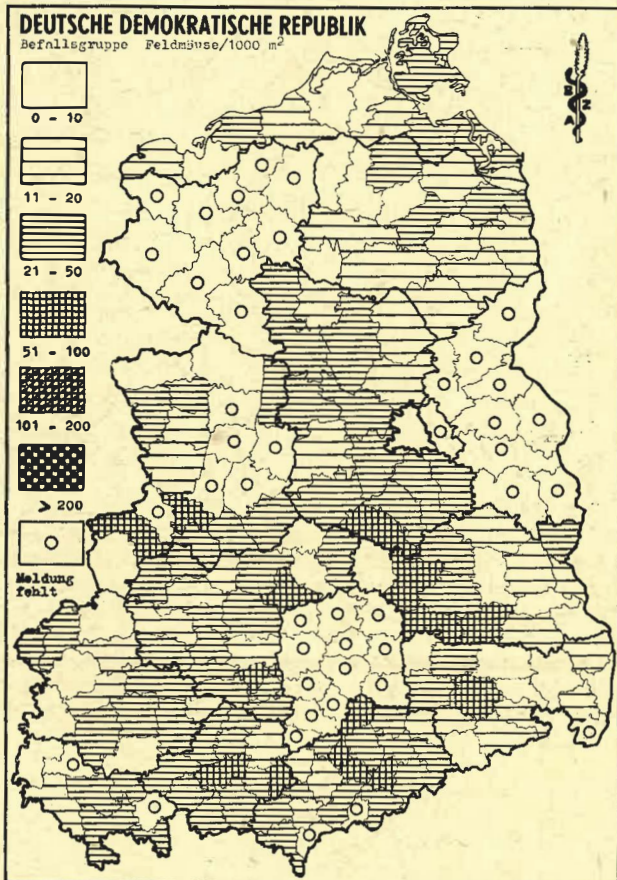 DEUTSCHE DEMOKRATISCHE REPUBLIK
Befallsgruppe Feldmäuse/1000 m²
0 - 10
11 - 20
21 - 50
51 - 100
101 - 200
> 200
Meldung
fehlt
B Z
A